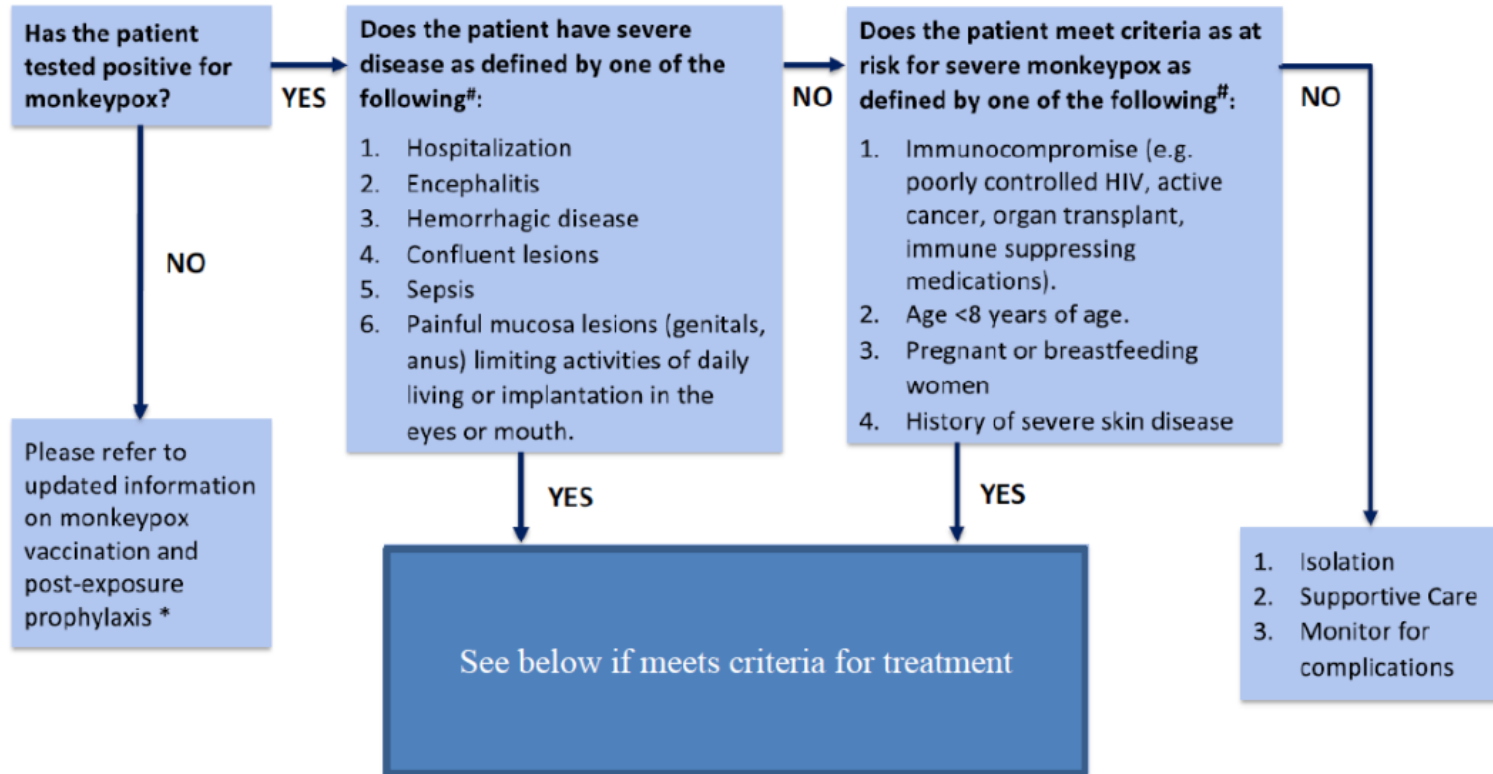 Has the patient
tested positive for
monkeypox?
YES
NO
Please refer to
updated information
on monkeypox
vaccination and
post-exposure
prophylaxis *
Does the patient have severe
disease as defined by one of the
following#:
1. Hospitalization
2. Encephalitis
3. Hemorrhagic disease
4. Confluent lesions
5. Sepsis
6. Painful mucosa lesions (genitals,
anus) limiting activities of daily
living or implantation in the
eyes or mouth.
NO
YES
Does the patient meet criteria as at
risk for severe monkeypox as
defined by one of the following#:
1. Immunocompromise (e.g.
poorly controlled HIV, active
cancer, organ transplant,
immune suppressing
medications).
2. Age <8 years of age.
3. Pregnant or breastfeeding
women
4. History of severe skin disease
NO
YES
See below if meets criteria for treatment
1. Isolation
2. Supportive Care
3. Monitor for
complications